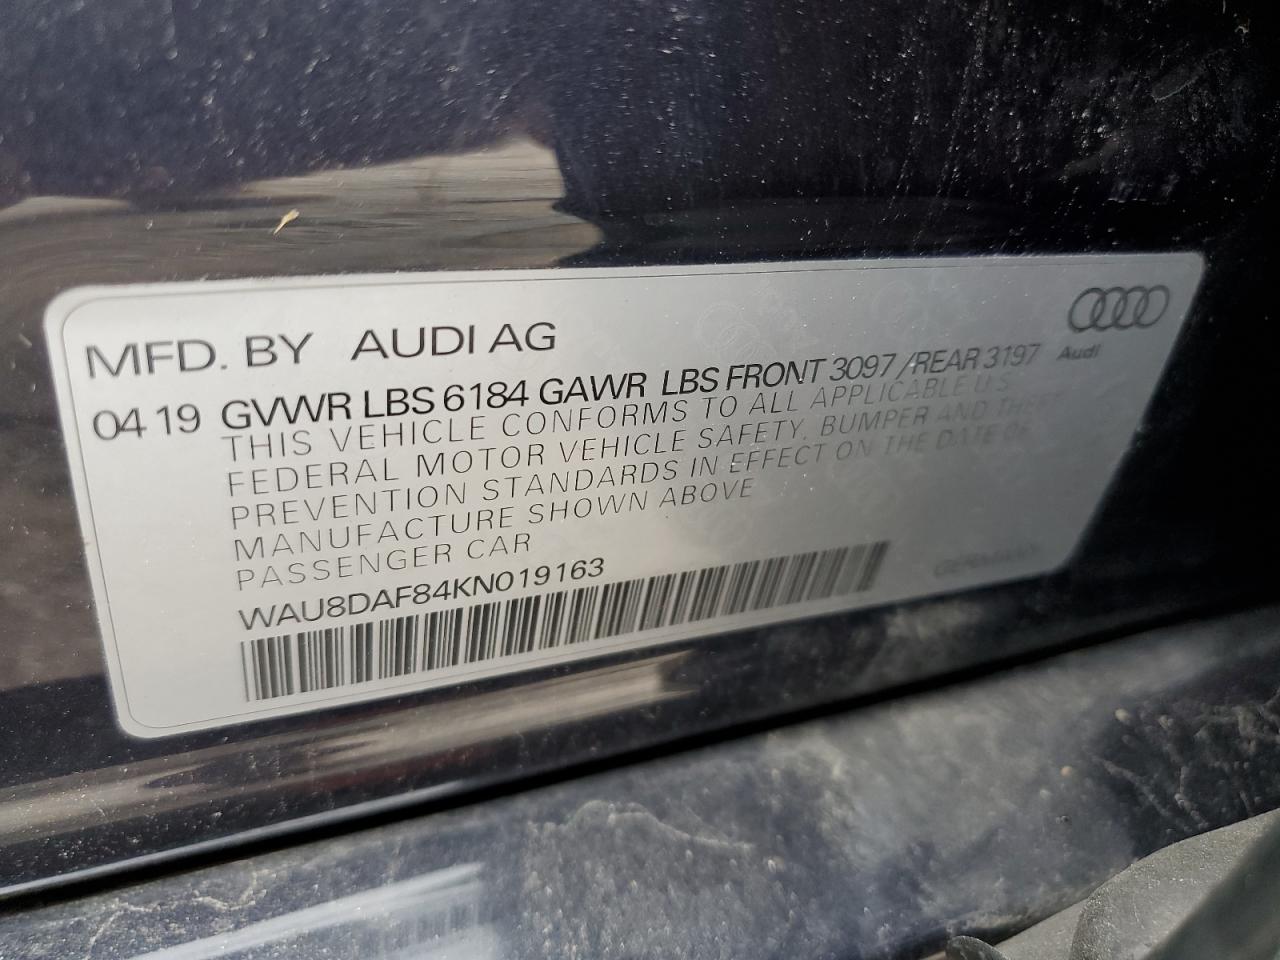 MFD. BY AUDI AG
Audi
04 19 GVWR LBS 6184 GAWR LBS FRONT 3097 /REAR 3197
THIS VEHICLE CONFORMS TO ALL APPLICABLE U.S.
FEDERAL MOTOR VEHICLE SAFETY, BUMPER AND THEFT
PREVENTION STANDARDS IN EFFECT ON THE DATE OF
MANUFACTURE SHOWN ABOVE
PASSENGER CAR
WAU8DAF84KN019163
GERMANY